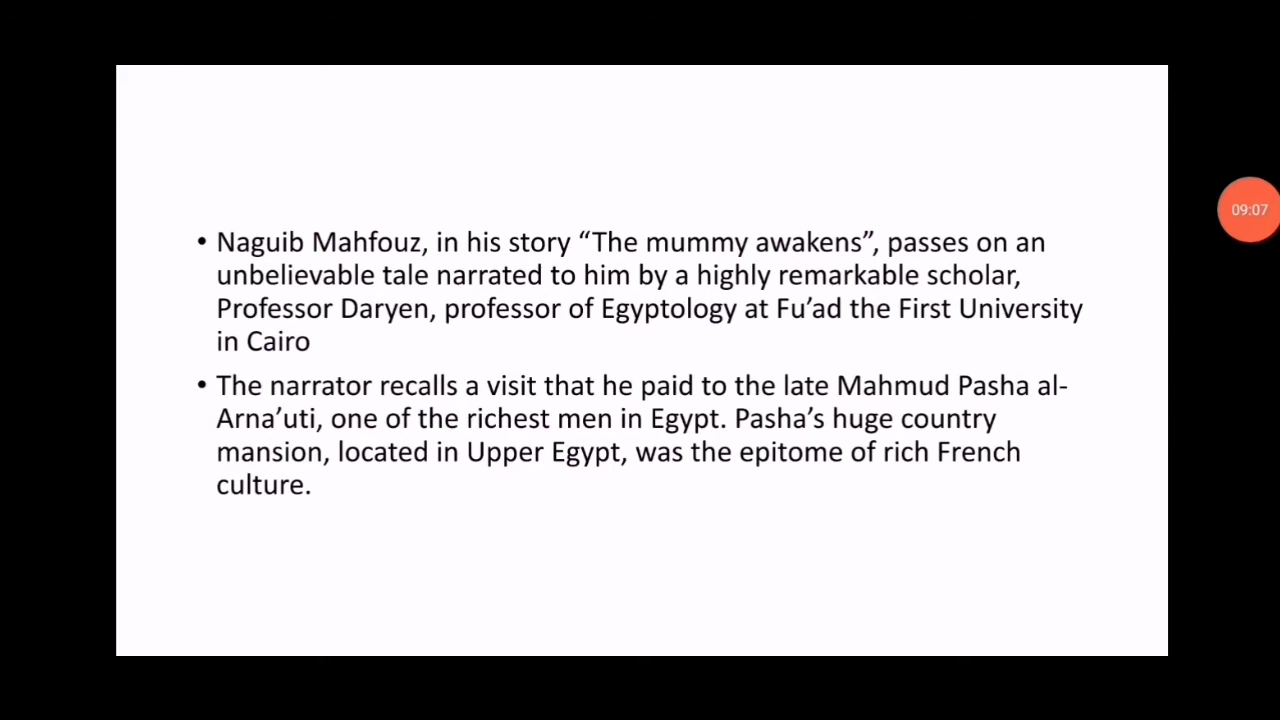 • Naguib Mahfouz, in his story “The mummy awakens”, passes on an
unbelievable tale narrated to him by a highly remarkable scholar,
Professor Daryen, professor of Egyptology at Fu’ad the First University
in Cairo
• The narrator recalls a visit that he paid to the late Mahmud Pasha al-
Arna’uti, one of the richest men in Egypt. Pasha’s huge country
mansion, located in Upper Egypt, was the epitome of rich French
culture.
09:07